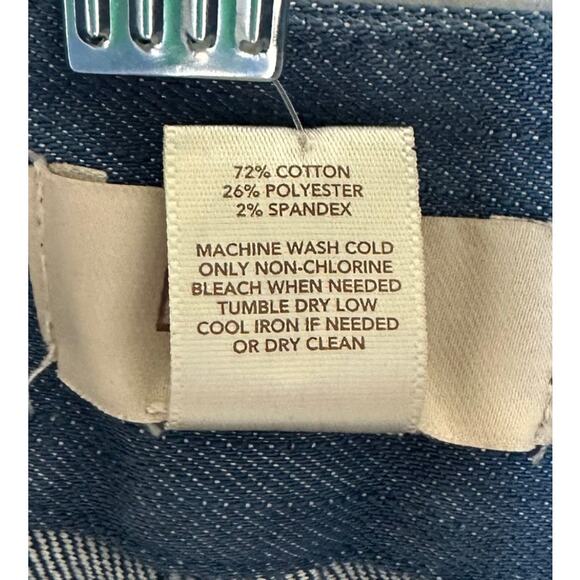 72% COTTON
26% POLYESTER
2% SPANDEX
MACHINE WASH COLD
ONLY NON-CHLORINE
BLEACH WHEN NEEDED
TUMBLE DRY LOW
COOL IRON IF NEEDED
OR DRY CLEAN